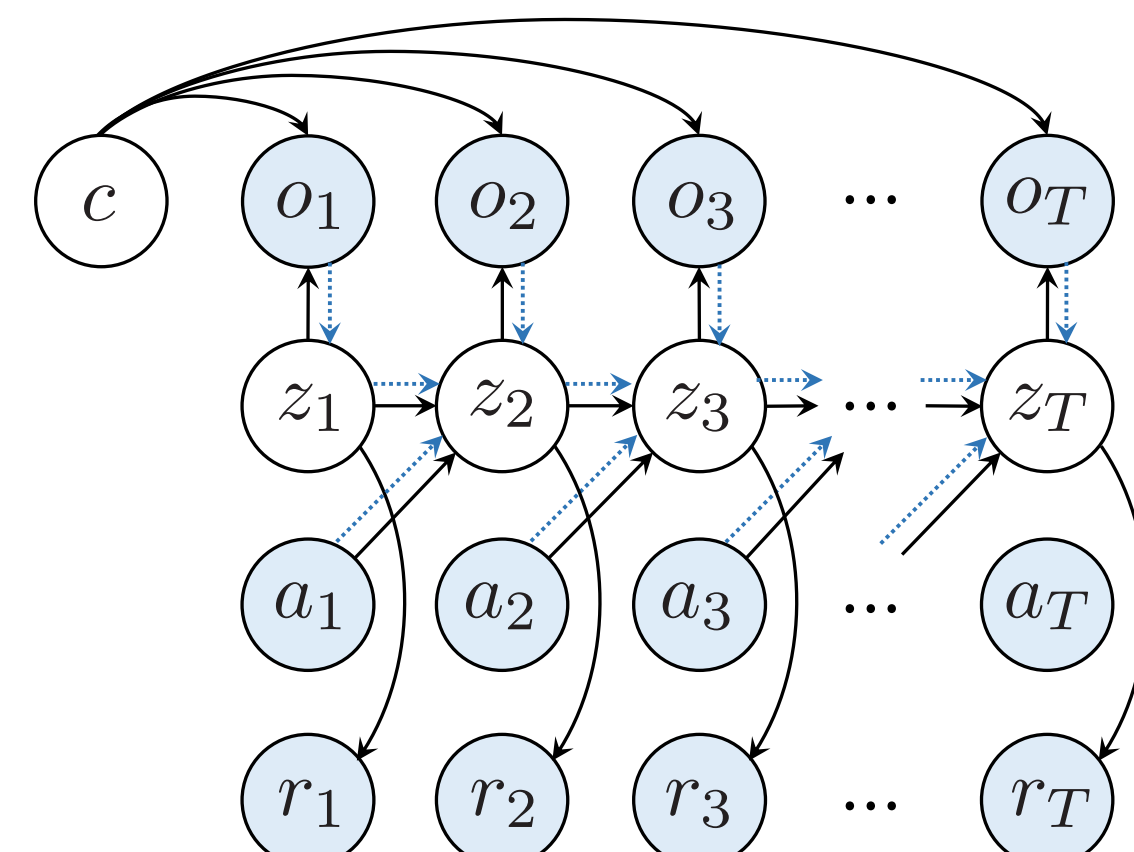 c o₁ o₂ o₃ ... o_T
z₁ z₂ z₃ ... z_T
a₁ a₂ a₃ ... a_T
r₁ r₂ r₃ ... r_T